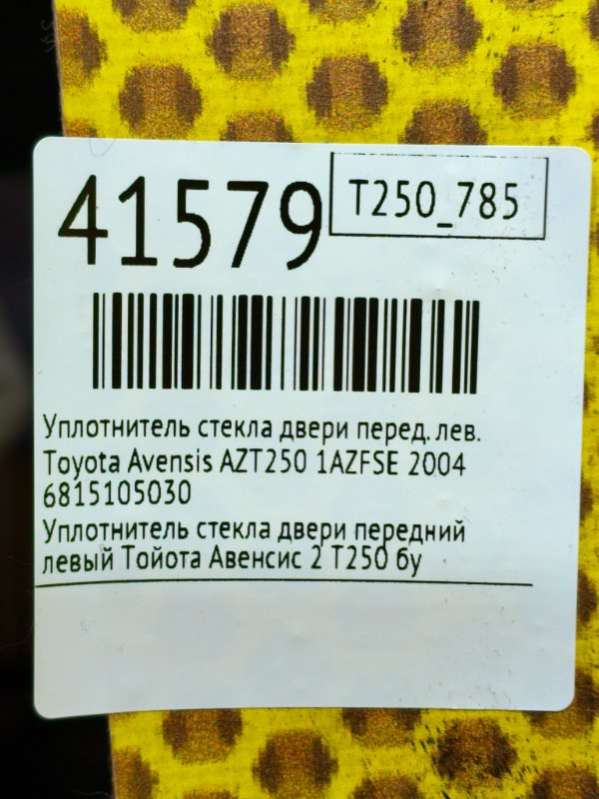 41579
T250_785
Уплотнитель стекла двери перед. лев.
Toyota Avensis AZT250 1AZFSE 2004
6815105030
Уплотнитель стекла двери передний
левый Тойота Авенсис 2 Т250 бу